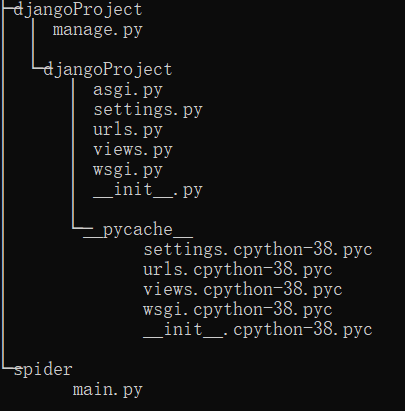 djangoProject
manage.py
djangoProject
asgi.py
settings.py
urls.py
views.py
wsgi.py
__init__.py
__pycache__
settings.cpython-38.pyc
urls.cpython-38.pyc
views.cpython-38.pyc
wsgi.cpython-38.pyc
__init__.cpython-38.pyc
spider
main.py